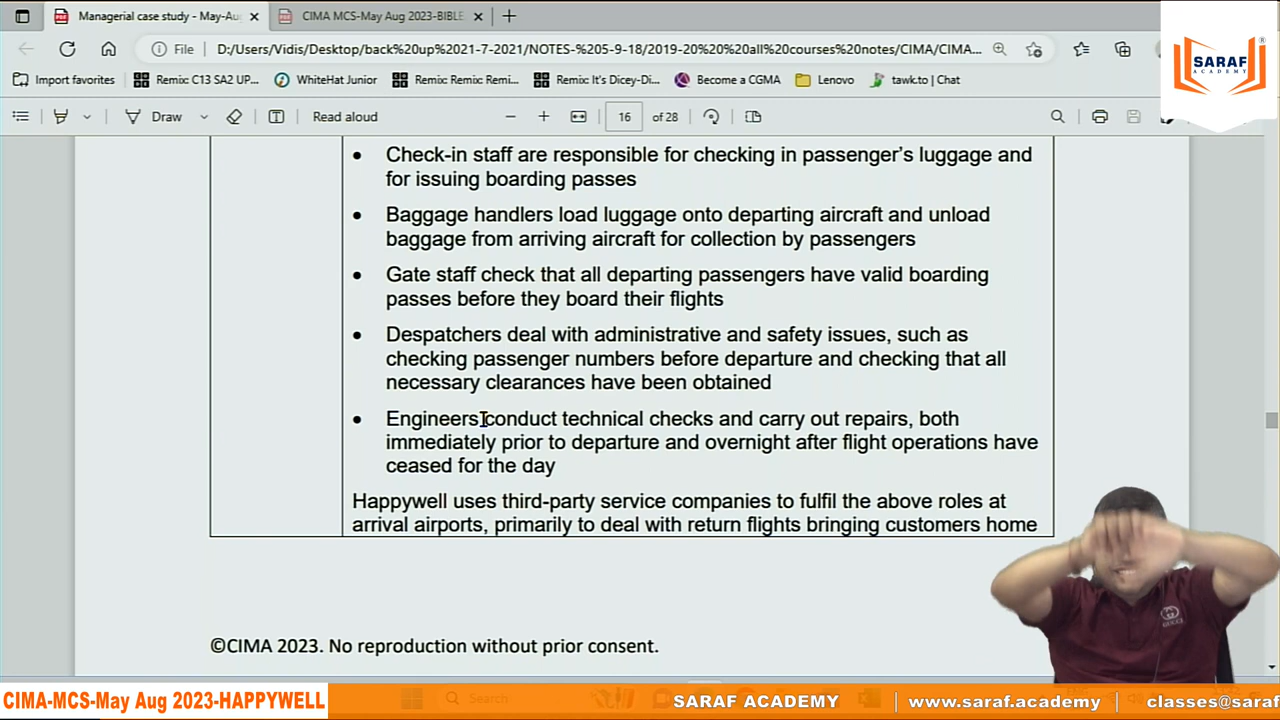 Managerial case study - May-Au
CIMA MCS-May Aug 2023-BIBLE
File
D:/Users/Vidis/Desktop/back%20up%2021-7-2021/NOTES-%205-9-18/2019-20%20%20all%20courses%20notes/CIMA/CIMA...
Import favorites
Remix: C13 SA2 UP...
WhiteHat Junior
Remix: Remix: Remi...
Remix: It's Dicey-Di...
Become a CGMA
Lenovo
tawk.to | Chat
SARAF
ACADEMY
Draw
Read aloud
16
of 28
• Check-in staff are responsible for checking in passenger's luggage and
for issuing boarding passes
• Baggage handlers load luggage onto departing aircraft and unload
baggage from arriving aircraft for collection by passengers
• Gate staff check that all departing passengers have valid boarding
passes before they board their flights
• Despatchers deal with administrative and safety issues, such as
checking passenger numbers before departure and checking that all
necessary clearances have been obtained
• Engineers conduct technical checks and carry out repairs, both
immediately prior to departure and overnight after flight operations have
ceased for the day
Happywell uses third-party service companies to fulfil the above roles at
arrival airports, primarily to deal with return flights bringing customers home
GUCCI
©CIMA 2023. No reproduction without prior consent.
Search
CIMA-MCS-May Aug 2023-HAPPYWELL
SARAF ACADEMY | www.saraf.academy | classes@saraf